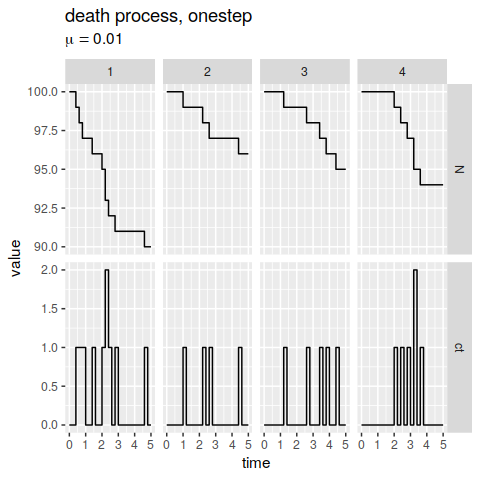 death process, onestep
μ = 0.01
1 2 3 4
100.0
97.5
95.0
92.5
90.0
N
value
2.0
1.5
1.0
0.5
0.0
ct
0 1 2 3 4 5 0 1 2 3 4 5 0 1 2 3 4 5 0 1 2 3 4 5
time